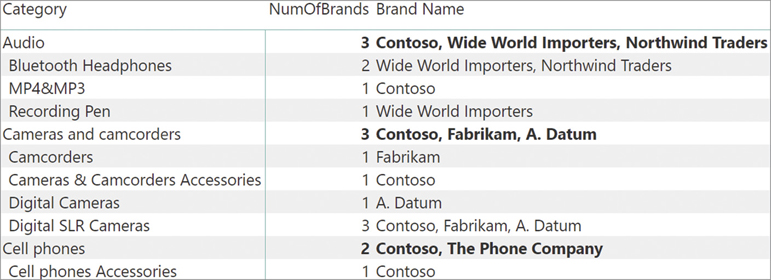 Category NumOfBrands Brand Name
Audio 3 Contoso, Wide World Importers, Northwind Traders
Bluetooth Headphones 2 Wide World Importers, Northwind Traders
MP4&MP3 1 Contoso
Recording Pen 1 Wide World Importers
Cameras and camcorders 3 Contoso, Fabrikam, A. Datum
Camcorders 1 Fabrikam
Cameras & Camcorders Accessories 1 Contoso
Digital Cameras 1 A. Datum
Digital SLR Cameras 3 Contoso, Fabrikam, A. Datum
Cell phones 2 Contoso, The Phone Company
Cell phones Accessories 1 Contoso